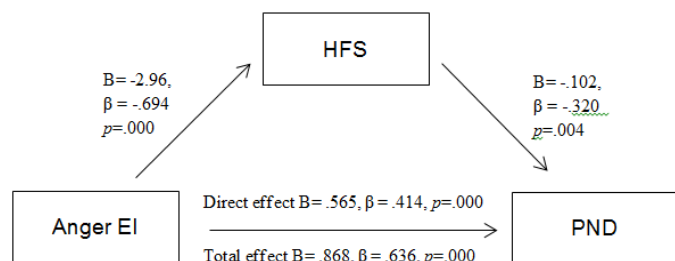 HFS
B= -2.96,
β = -.694
p=.000
B= -.102,
β = -.320
p=.004
Direct effect B= .565, β = .414, p=.000
Anger EI
PND
Total effect B= .868, β = .636, p=.000